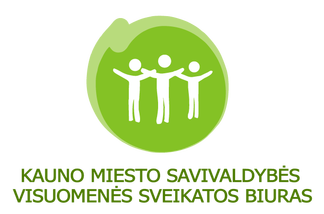 KAUNO MIESTO SAVIVALDYBĖS
VISUOMENĖS SVEIKATOS BIURAS